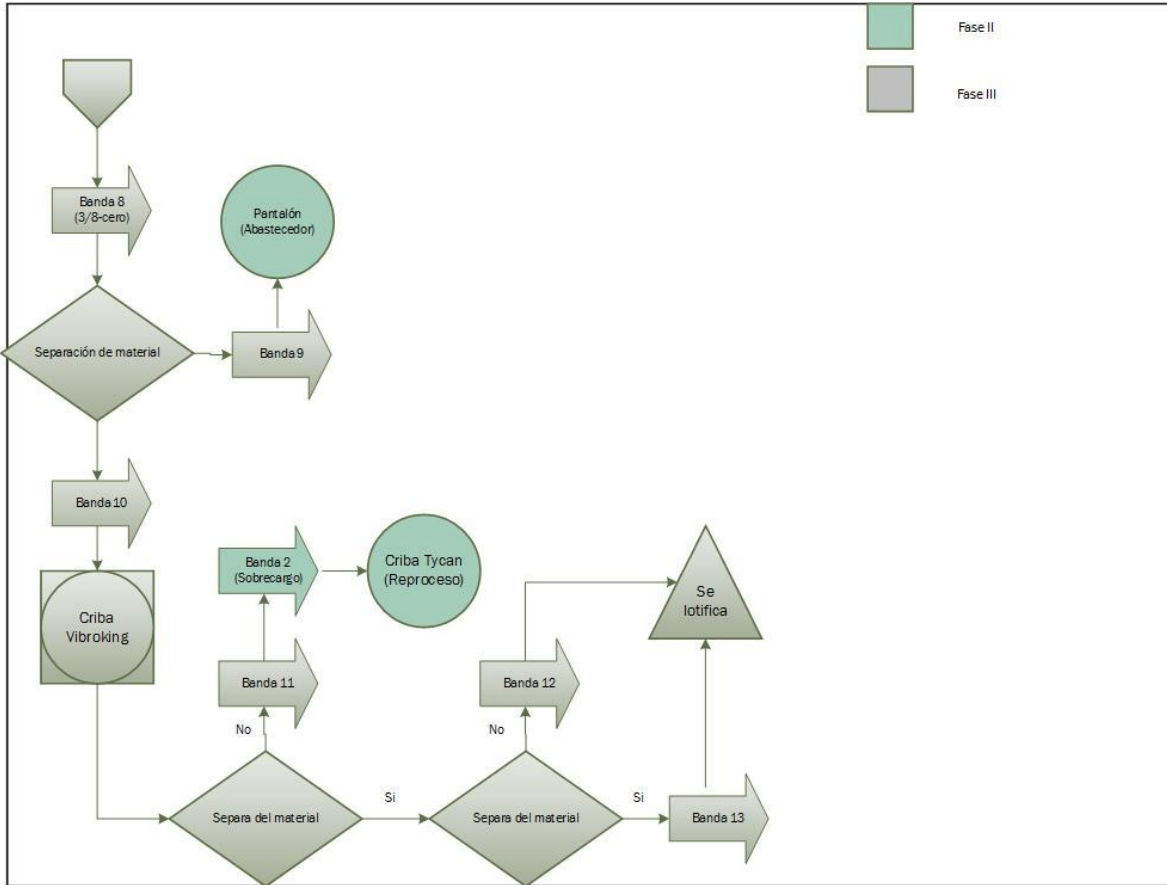 Fase II
Fase III
Banda 8
(3/8-cero)
Pantalón
(Abastecedor)
Separación de material
Banda 9
Banda 10
Criba
Vibroking
Banda 2
(Sobrecargo)
Criba Tycan
(Reproceso)
Banda 11
No
Banda 12
No
Se
lotifica
Separa del material
Si
Separa del material
Si
Banda 13